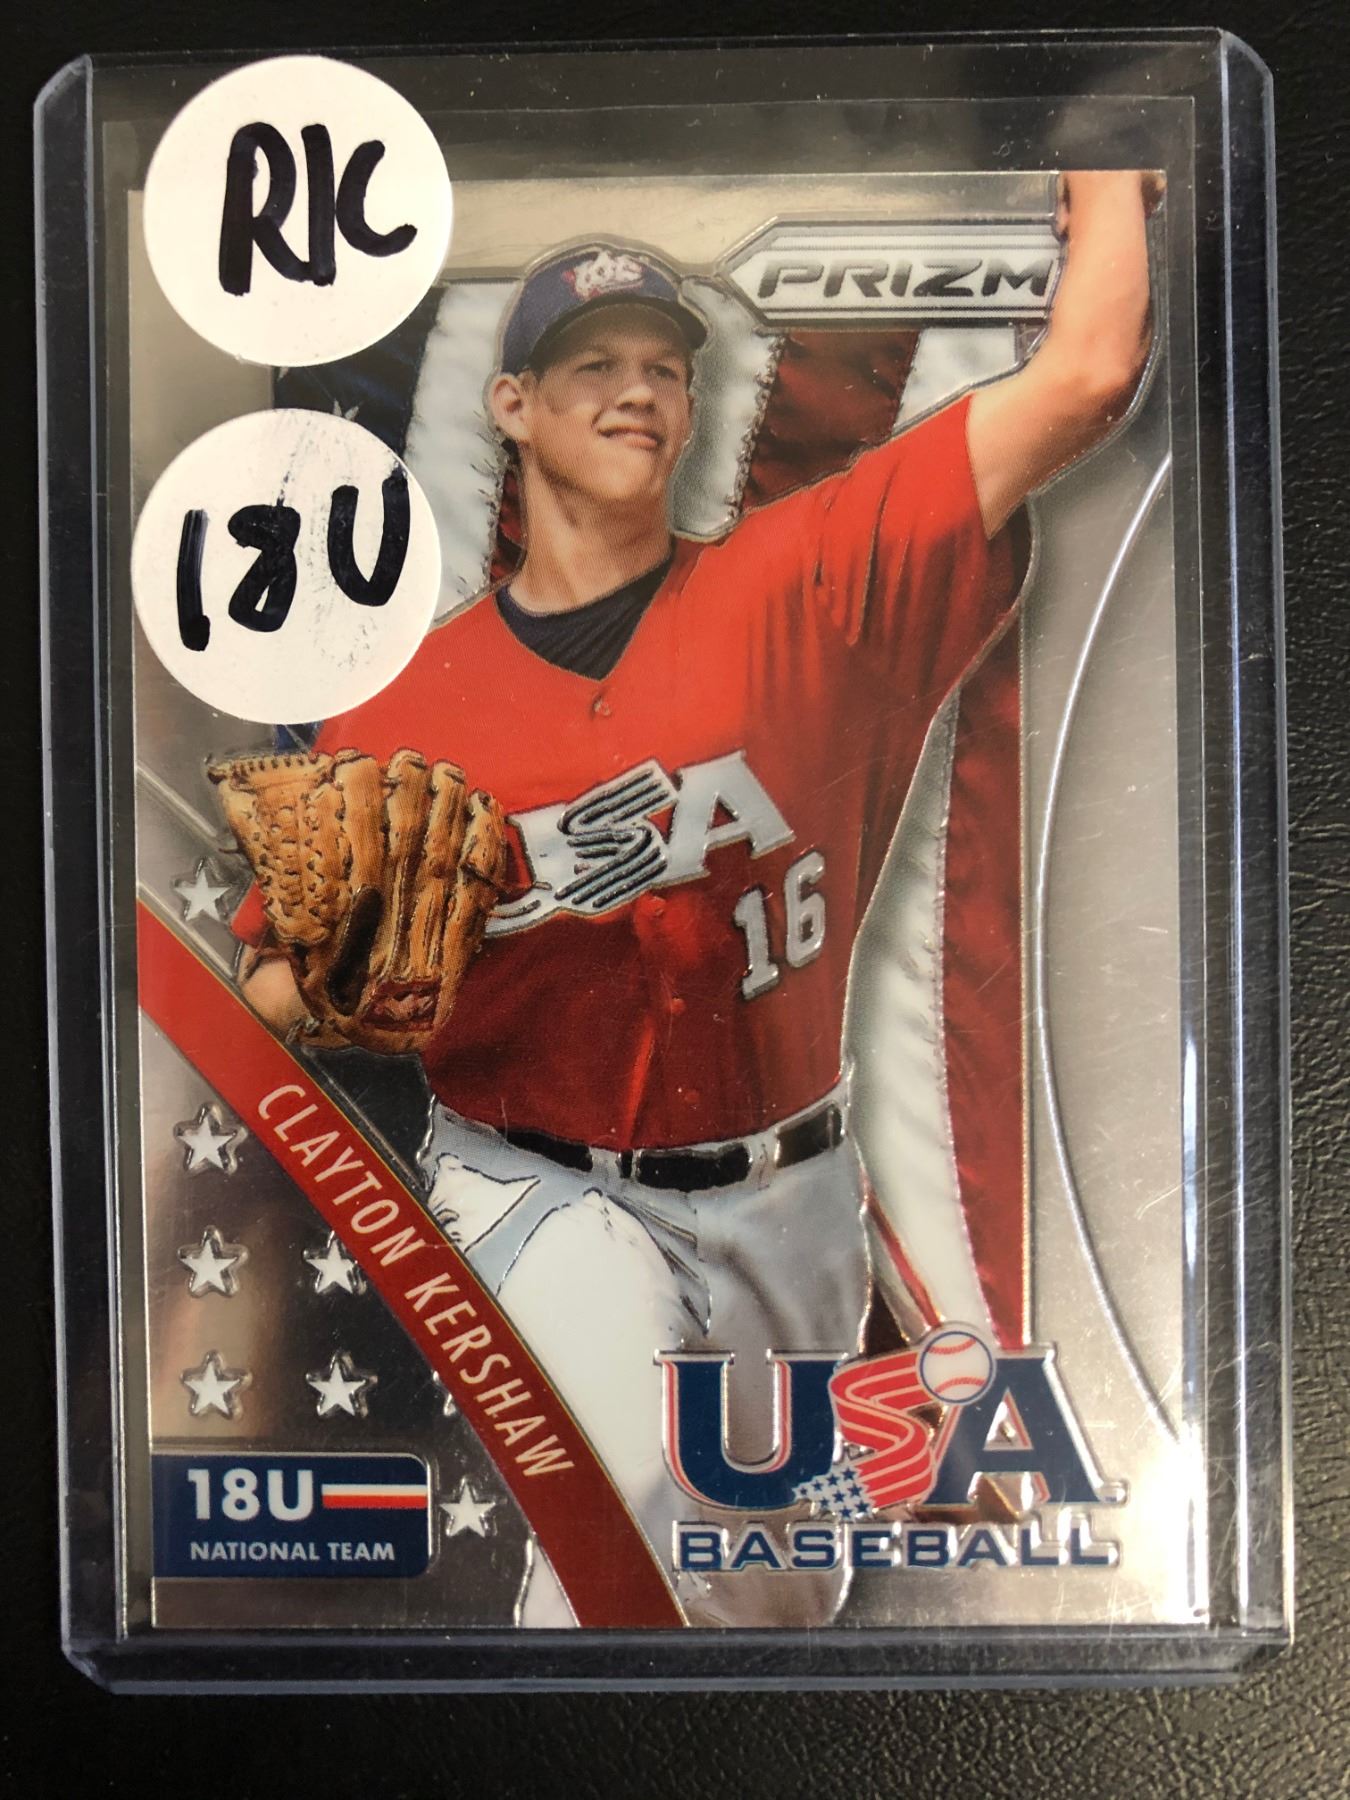 R/C
PRIZM
18U
USA
16
CLAYTON KERSHAW
USA
BASEBALL
18U
NATIONAL TEAM